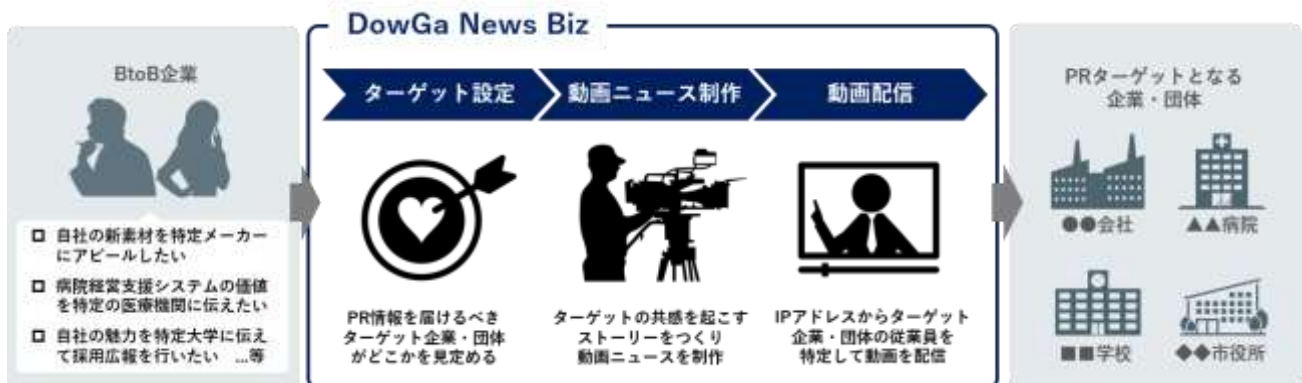 DowGa News Biz
BtoB企業
自社の新素材を特定メーカー
にアピールしたい
病院経営支援システムの価値
を特定の医療機関に伝えたい
自社の魅力を特定大学に伝え
て採用広報を行いたい …等
ターゲット設定
動画ニュース制作
動画配信
PR情報を届けるべき
ターゲット企業・団体
がどこかを見定める
ターゲットの共感を起こす
ストーリーをつくり
動画ニュースを制作
IPアドレスからターゲット
企業・団体の従業員を
特定して動画を配信
PRターゲットとなる
企業・団体
●●会社
▲▲病院
■■学校
◆◆市役所